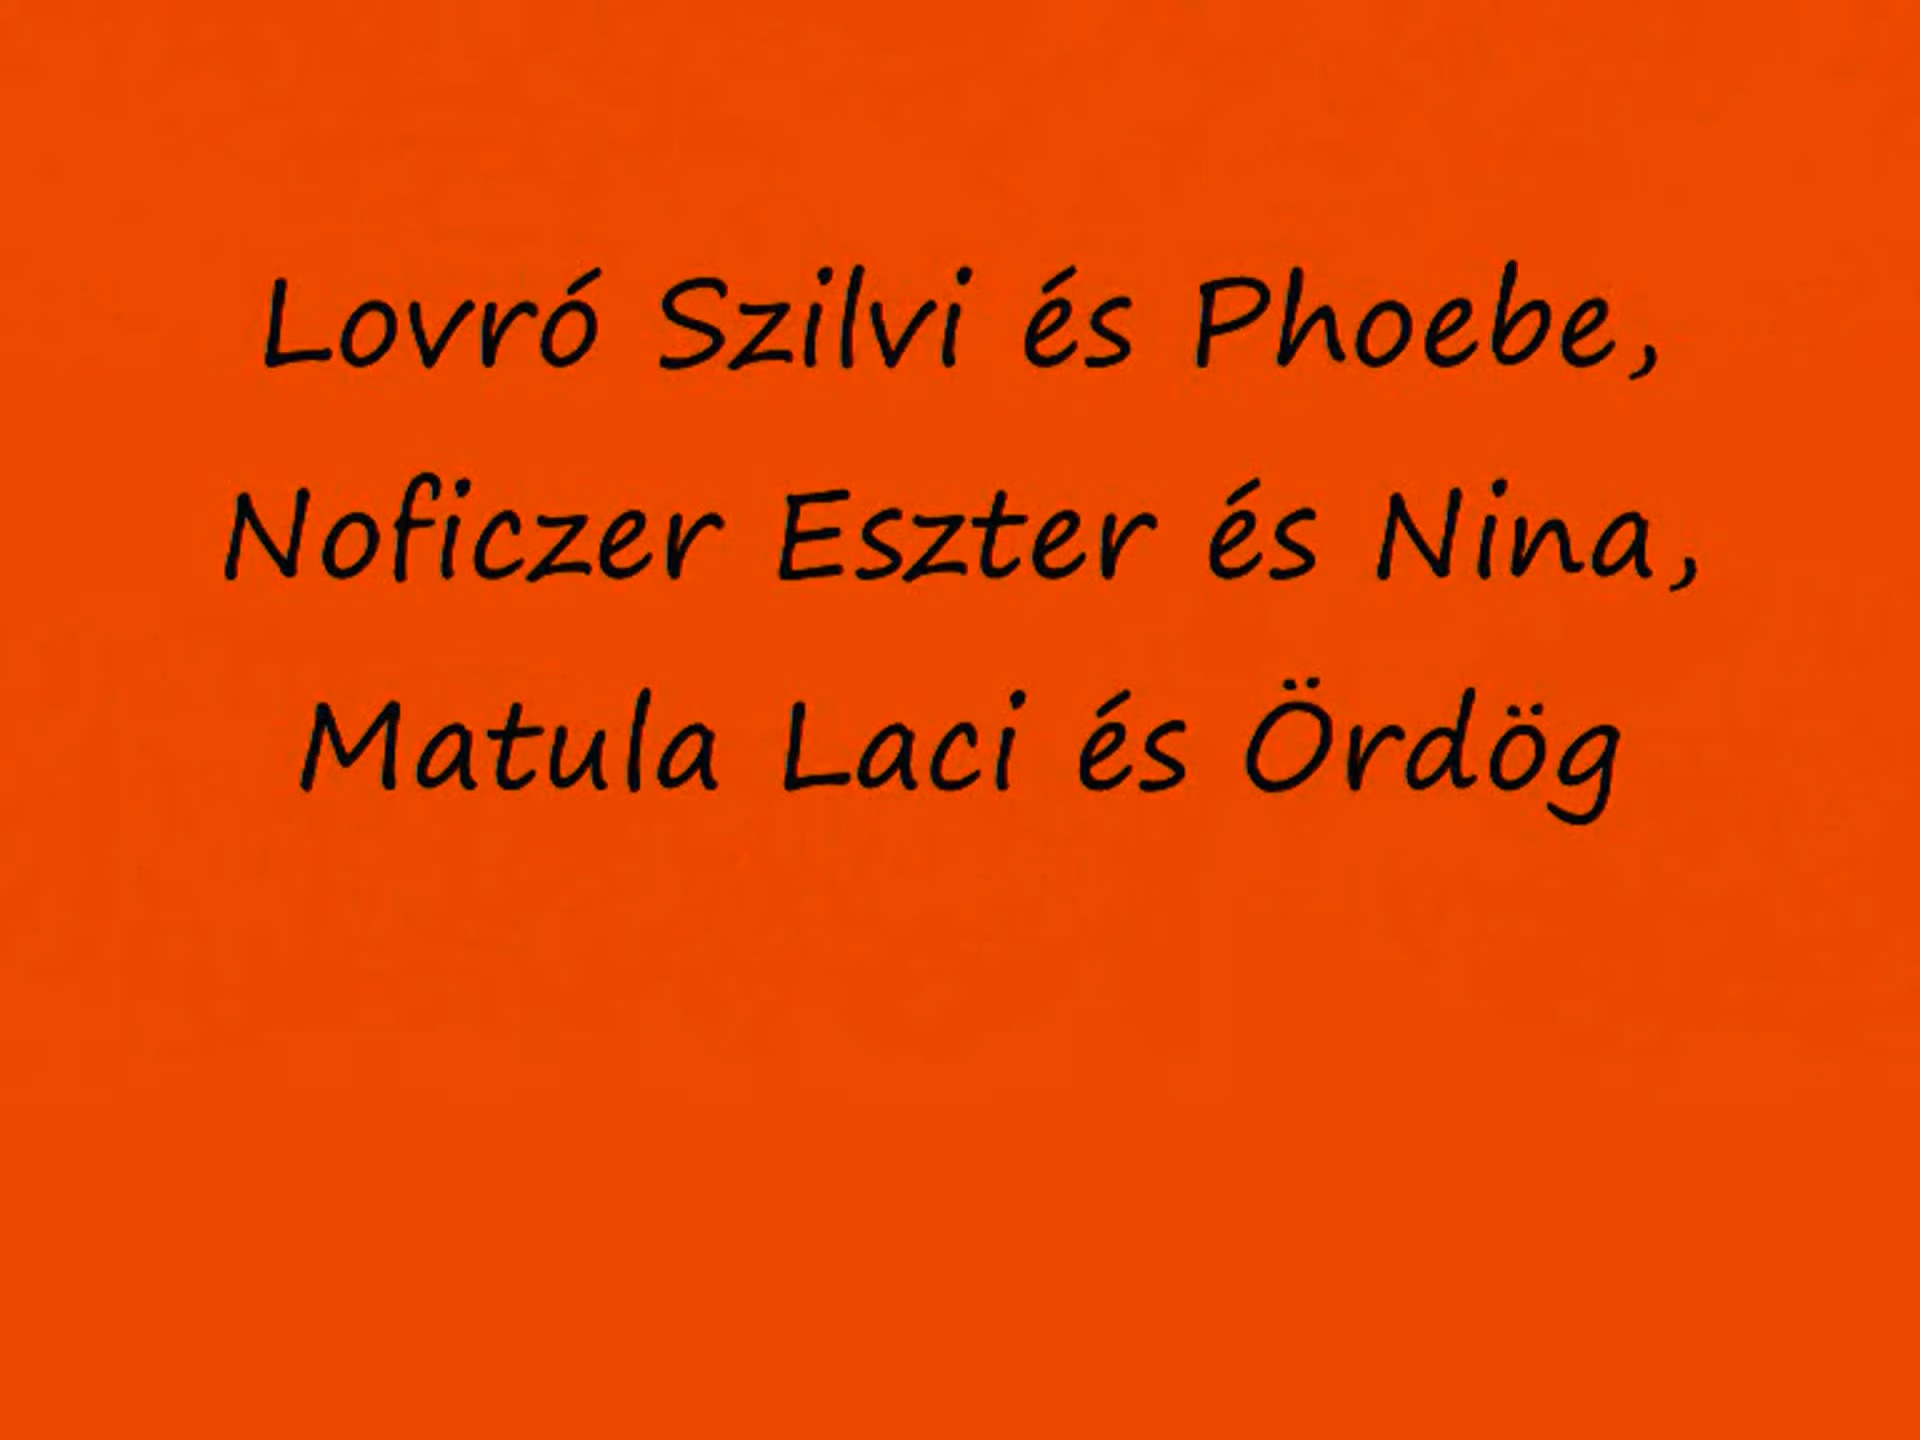 Lovró Szilvi és Phoebe,
Noficzer Eszter és Nina,
Matula Laci és Ördög